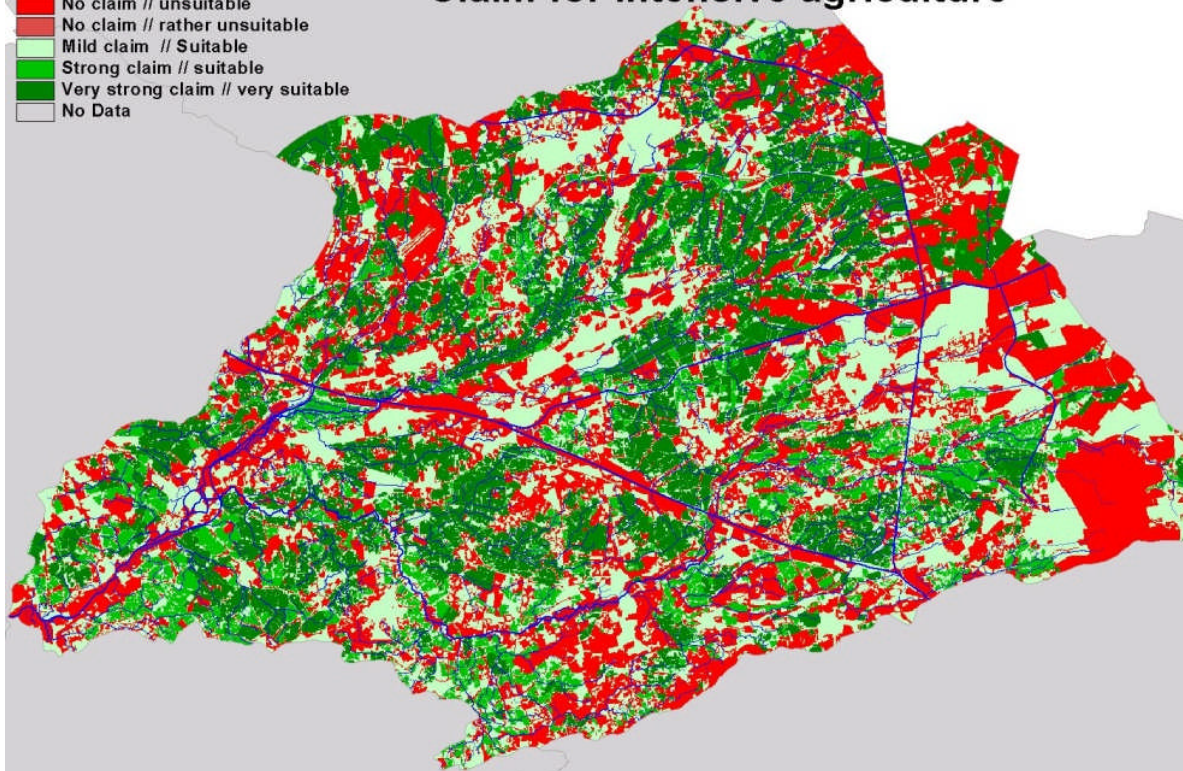 Claim for intensive agriculture
No claim // unsuitable
No claim // rather unsuitable
Mild claim // Suitable
Strong claim // suitable
Very strong claim // very suitable
No Data